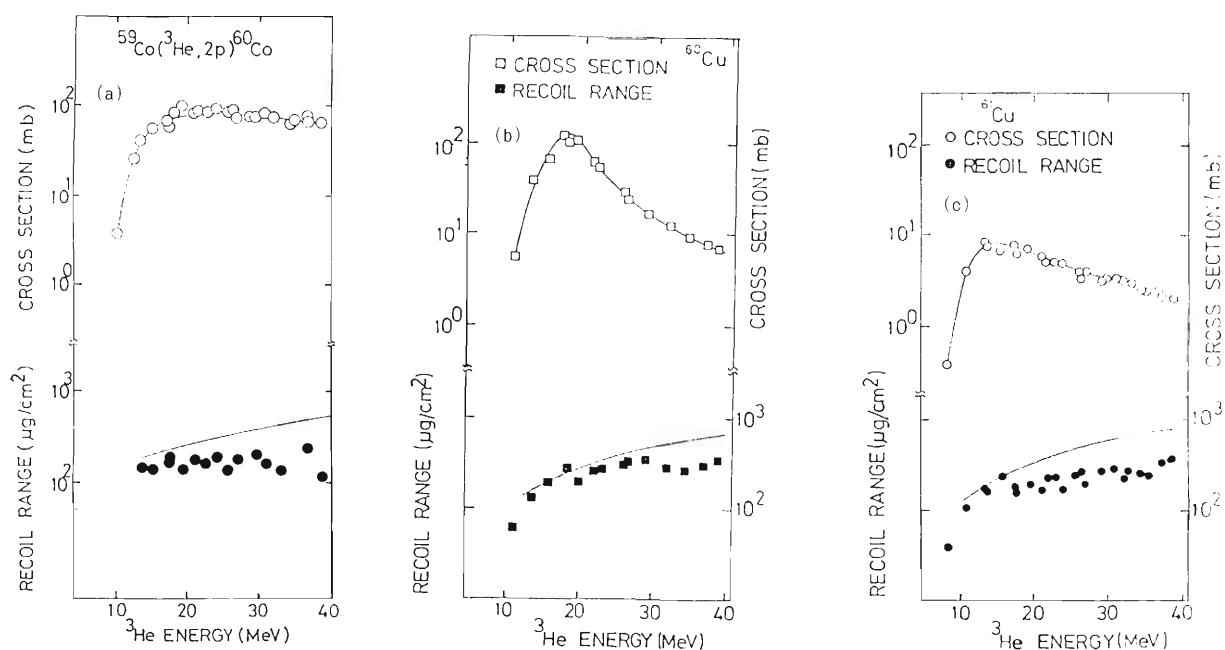 ⁵⁹Co(³He, 2p)⁶⁰Co
(a)
CROSS SECTION (mb)
10²
10¹
10⁰
RECOIL RANGE (µg/cm²)
10³
10²
10 20 30 40
³He ENERGY (MeV)
⁶⁰Cu
□ CROSS SECTION
■ RECOIL RANGE
(b)
10²
10¹
10⁰
CROSS SECTION (mb)
RECOIL RANGE (µg/cm²)
10³
10²
10 20 30 40
³He ENERGY (MeV)
⁶¹Cu
○ CROSS SECTION
● RECOIL RANGE
(c)
10²
10¹
10⁰
CROSS SECTION (mb)
RECOIL RANGE (µg/cm²)
10³
10²
10 20 30 40
³He ENERGY (MeV)